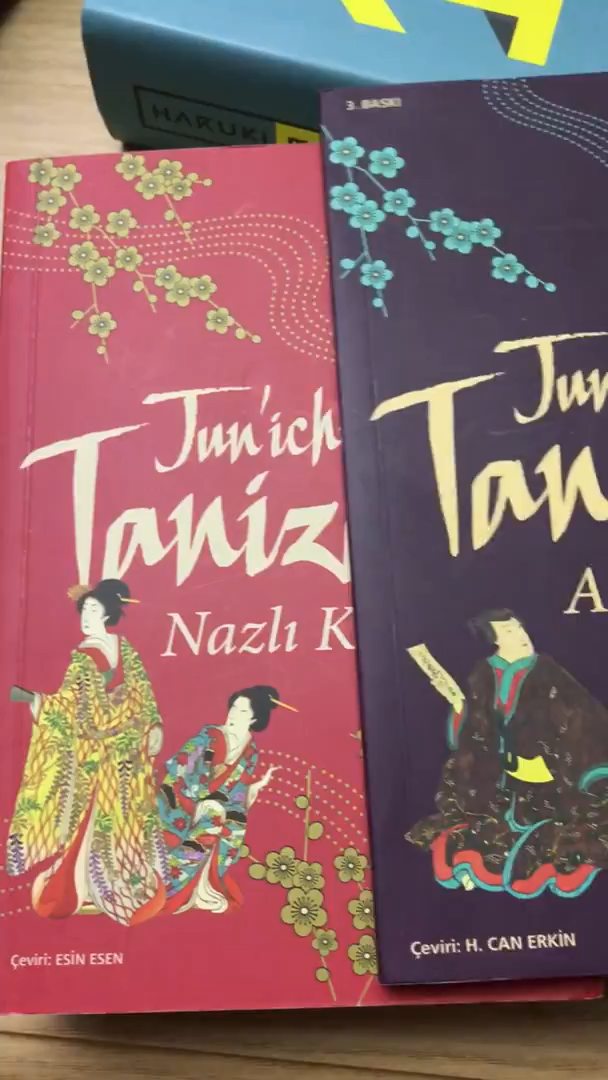 HARUKI
3. BASKI
Jun'ich
Taniz
Nazlı K
Çeviri: ESİN ESEN
Jun
Tan
A
Çeviri: H. CAN ERKİN